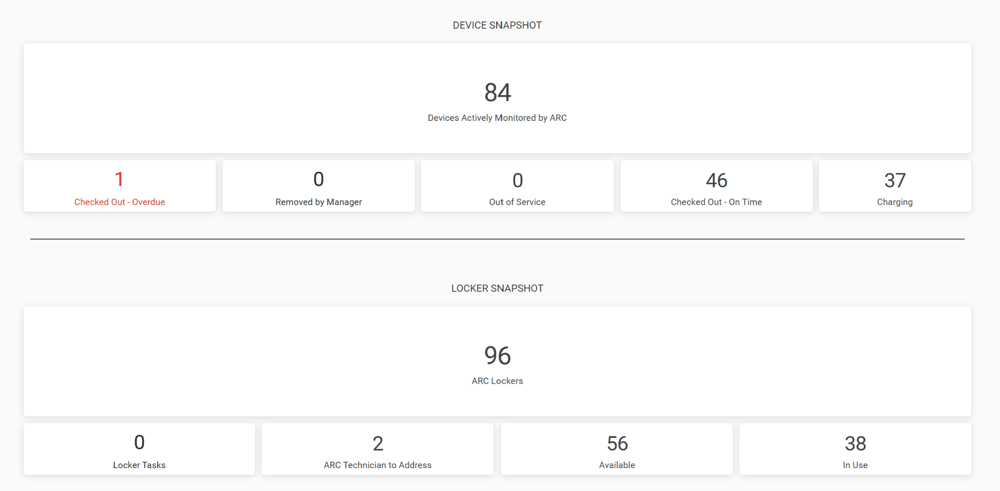 DEVICE SNAPSHOT
84
Devices Actively Monitored by ARC
1
Checked Out - Overdue
0
Removed by Manager
0
Out of Service
46
Checked Out - On Time
37
Charging
LOCKER SNAPSHOT
96
ARC Lockers
0
Locker Tasks
2
ARC Technician to Address
56
Available
38
In Use